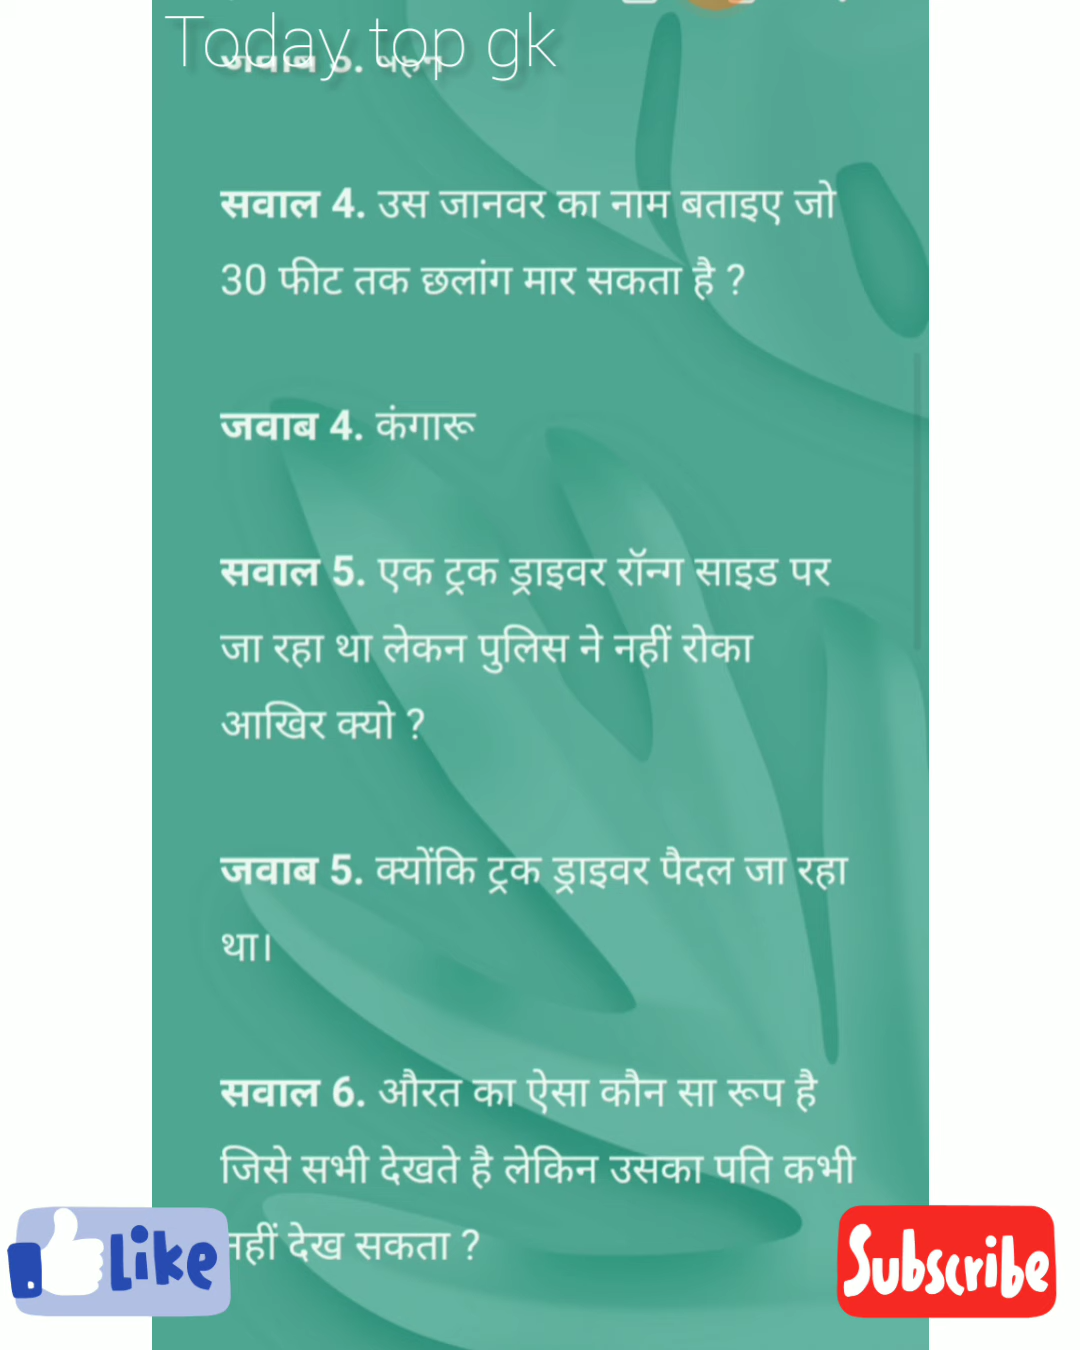 Today top gk
सवाल 4. उस जानवर का नाम बताइए जो
30 फीट तक छलांग मार सकता है ?
जवाब 4. कंगारू
सवाल 5. एक ट्रक ड्राइवर रॉन्ग साइड पर
जा रहा था लेकन पुलिस ने नहीं रोका
आखिर क्यो ?
जवाब 5. क्योंकि ट्रक ड्राइवर पैदल जा रहा
था।
सवाल 6. औरत का ऐसा कौन सा रूप है
जिसे सभी देखते है लेकिन उसका पति कभी
नहीं देख सकता ?
Like
Subscribe